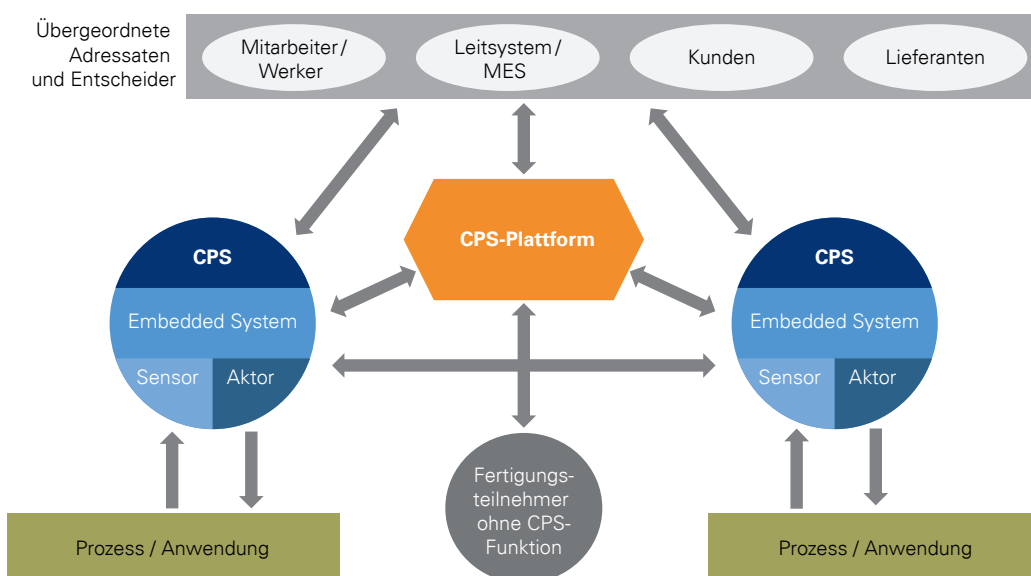 Übergeordnete
Adressaten
und Entscheider
Mitarbeiter /
Werker
Leitsystem /
MES
Kunden
Lieferanten
CPS-Plattform
CPS
Embedded System
Sensor
Aktor
CPS
Embedded System
Sensor
Aktor
Fertigungs-
teilnehmer
ohne CPS-
Funktion
Prozess / Anwendung
Prozess / Anwendung